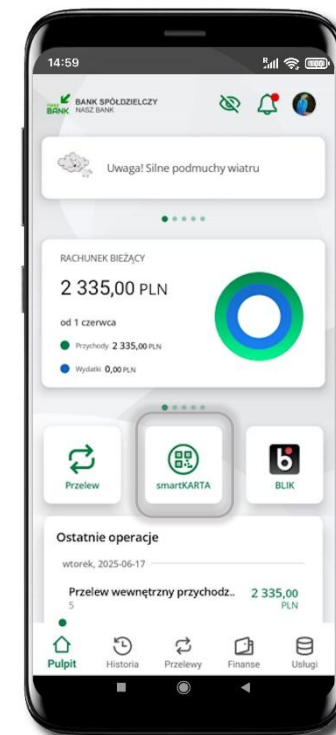 14:59
NASZ BANK
BANK SPÓŁDZIELCZY
NASZ BANK
Uwaga! Silne podmuchy wiatru
RACHUNEK BIEŻĄCY
2 335,00 PLN
od 1 czerwca
Przychody 2 335,00 PLN
Wydatki 0,00 PLN
Przelew
smartKARTA
BLIK
Ostatnie operacje
wtorek, 2025-06-17
Przelew wewnętrzny przychodz.. 2 335,00
5 PLN
Pulpit Historia Przelewy Finanse Usługi